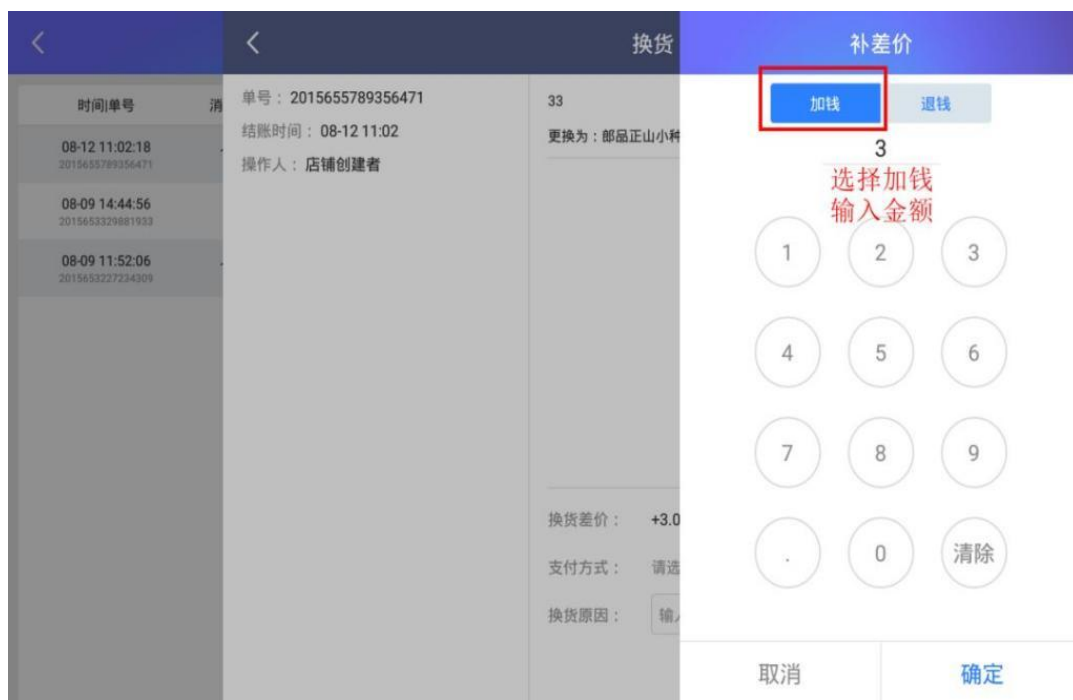 时间|单号
消
08-12 11:02:18
2015655789356471
08-09 14:44:56
2015653329881933
08-09 11:52:06
2015653227234309
换货
单号：2015655789356471
结账时间：08-12 11:02
操作人：店铺创建者
33
更换为：郎品正山小种
换货差价：
+3.0
支付方式：
请选
换货原因：
输入
补差价
加钱
退钱
3
选择加钱
输入金额
1
2
3
4
5
6
7
8
9
.
0
清除
取消
确定